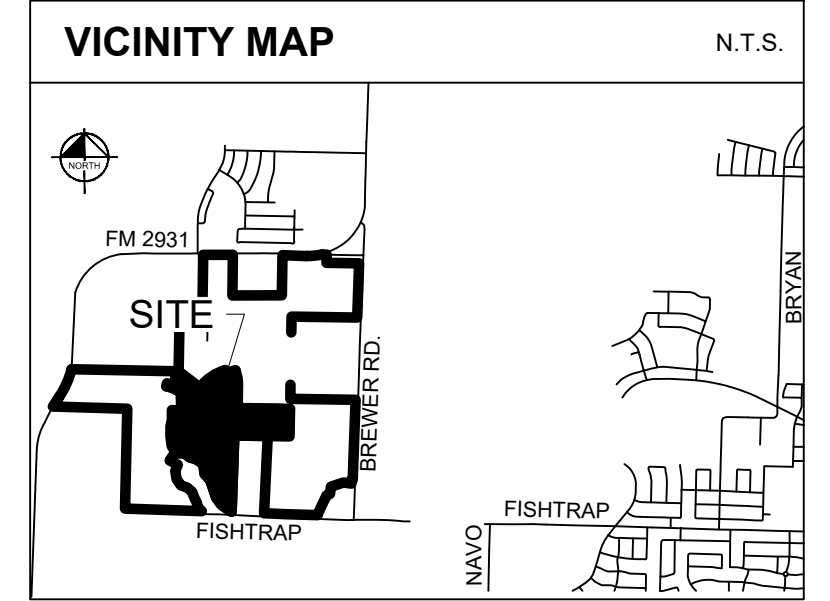 VICINITY MAP
N.T.S.
NORTH
FM 2931
SITE
BRYAN
BREWER RD.
FISHTRAP
FISHTRAP
NAVO